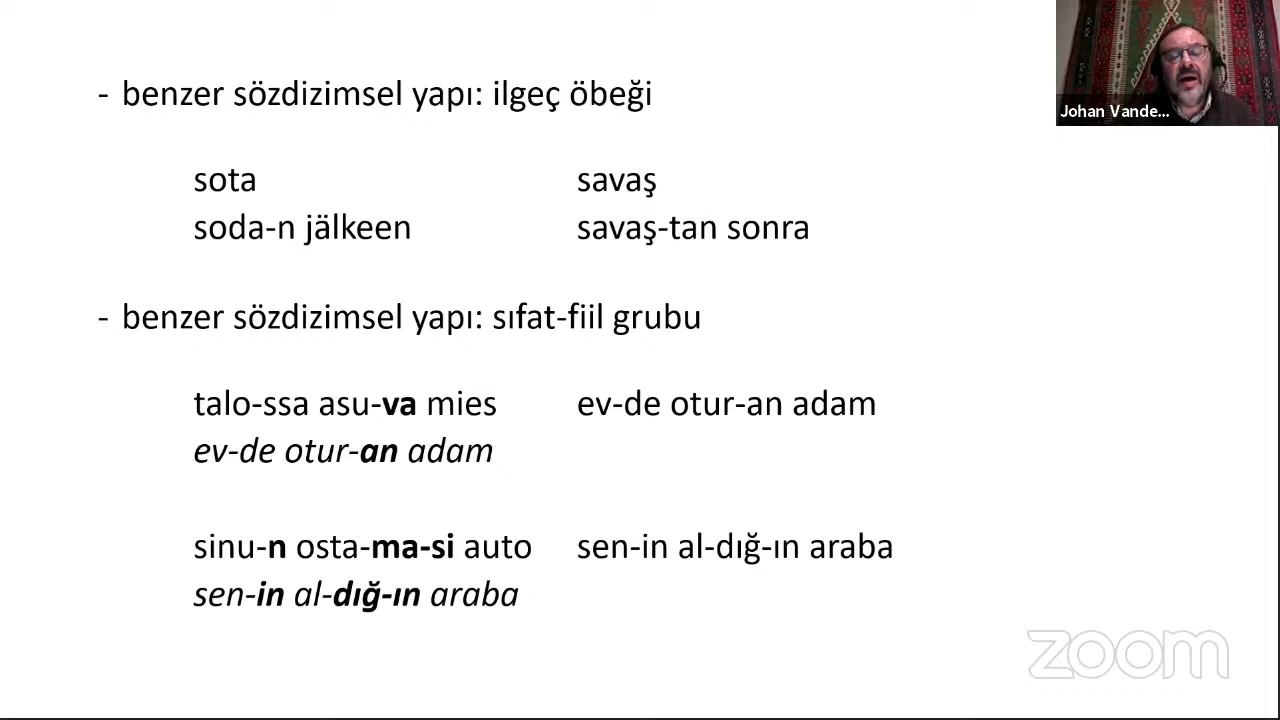 - benzer sözdizimsel yapı: ilgeç öbeği
sota savaş
soda-n jälkeen savaş-tan sonra
- benzer sözdizimsel yapı: sıfat-fiil grubu
talo-ssa asu-va mies ev-de otur-an adam
ev-de otur-an adam
sinu-n osta-ma-si auto sen-in al-dığ-ın araba
sen-in al-dığ-ın araba
Johan Vande...
zoom